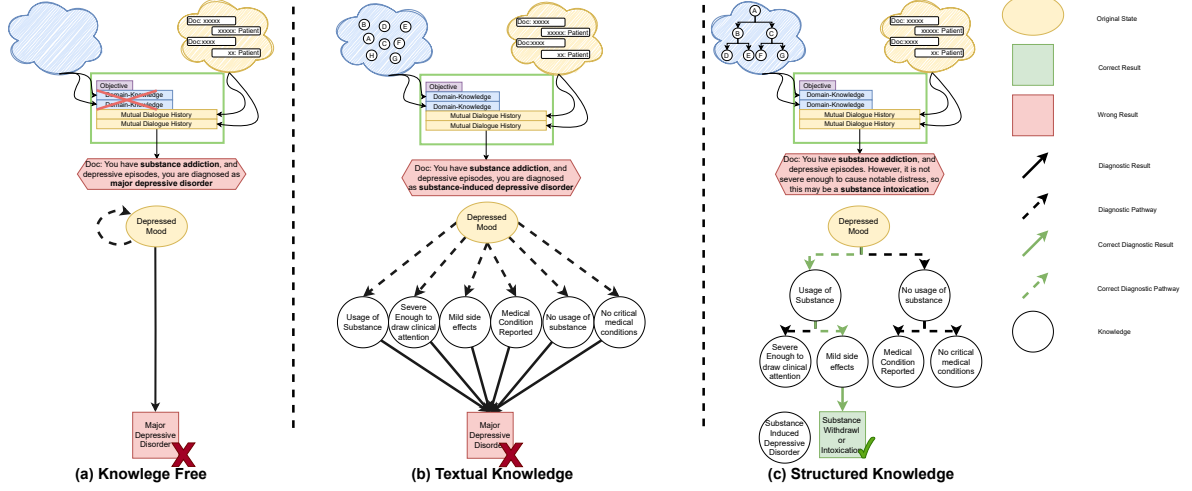 Doc: xxxxx
xxxxx: Patient
Doc:xxxx
xx: Patient
Objective
Domain-Knowledge
Domain-Knowledge
Mutual Dialogue History
Mutual Dialogue History
Doc: You have substance addiction, and
depressive episodes, you are diagnosed as
major depressive disorder
Depressed
Mood
Major
Depressive
Disorder
(a) Knowlege Free
B
D
E
A
C
F
H
G
Doc: xxxxx
xxxxx: Patient
Doc:xxxx
xx: Patient
Objective
Domain-Knowledge
Domain-Knowledge
Mutual Dialogue History
Mutual Dialogue History
Doc: You have substance addiction, and
depressive episodes, you are diagnosed
as substance-induced depressive disorder
Depressed
Mood
Usage of
Substance
Severe
Enough to
draw clinical
attention
Mild side
effects
Medical
Condition
Reported
No usage of
substance
No critical
medical
conditions
Major
Depressive
Disorder
(b) Textual Knowledge
A
B
C
D
E
F
G
Doc: xxxxx
xxxxx: Patient
Doc:xxxx
xx: Patient
Objective
Domain-Knowledge
Domain-Knowledge
Mutual Dialogue History
Mutual Dialogue History
Doc: You have substance addiction, and
depressive episodes. However, it is not
severe enough to cause notable distress, so
this may be a substance intoxication
Depressed
Mood
Usage of
Substance
No usage of
substance
Severe
Enough to
draw clinical
attention
Mild side
effects
Medical
Condition
Reported
No critical
medical
conditions
Substance
Induced
Depressive
Disorder
Substance
Withdrawl
or
Intoxication
(c) Structured Knowledge
Original State
Correct Result
Wrong Result
Diagnostic Result
Diagnostic Pathway
Correct Diagnostic Result
Correct Diagnostic Pathway
Knowledge